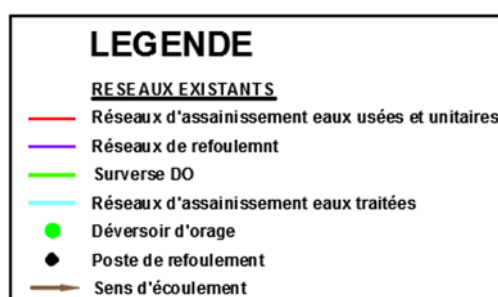 LEGENDE
RESEAUX EXISTANTS
Réseaux d'assainissement eaux usées et unitaires
Réseaux de refoulemnt
Surverse DO
Réseaux d'assainissement eaux traitées
Déversoir d'orage
Poste de refoulement
Sens d'écoulement